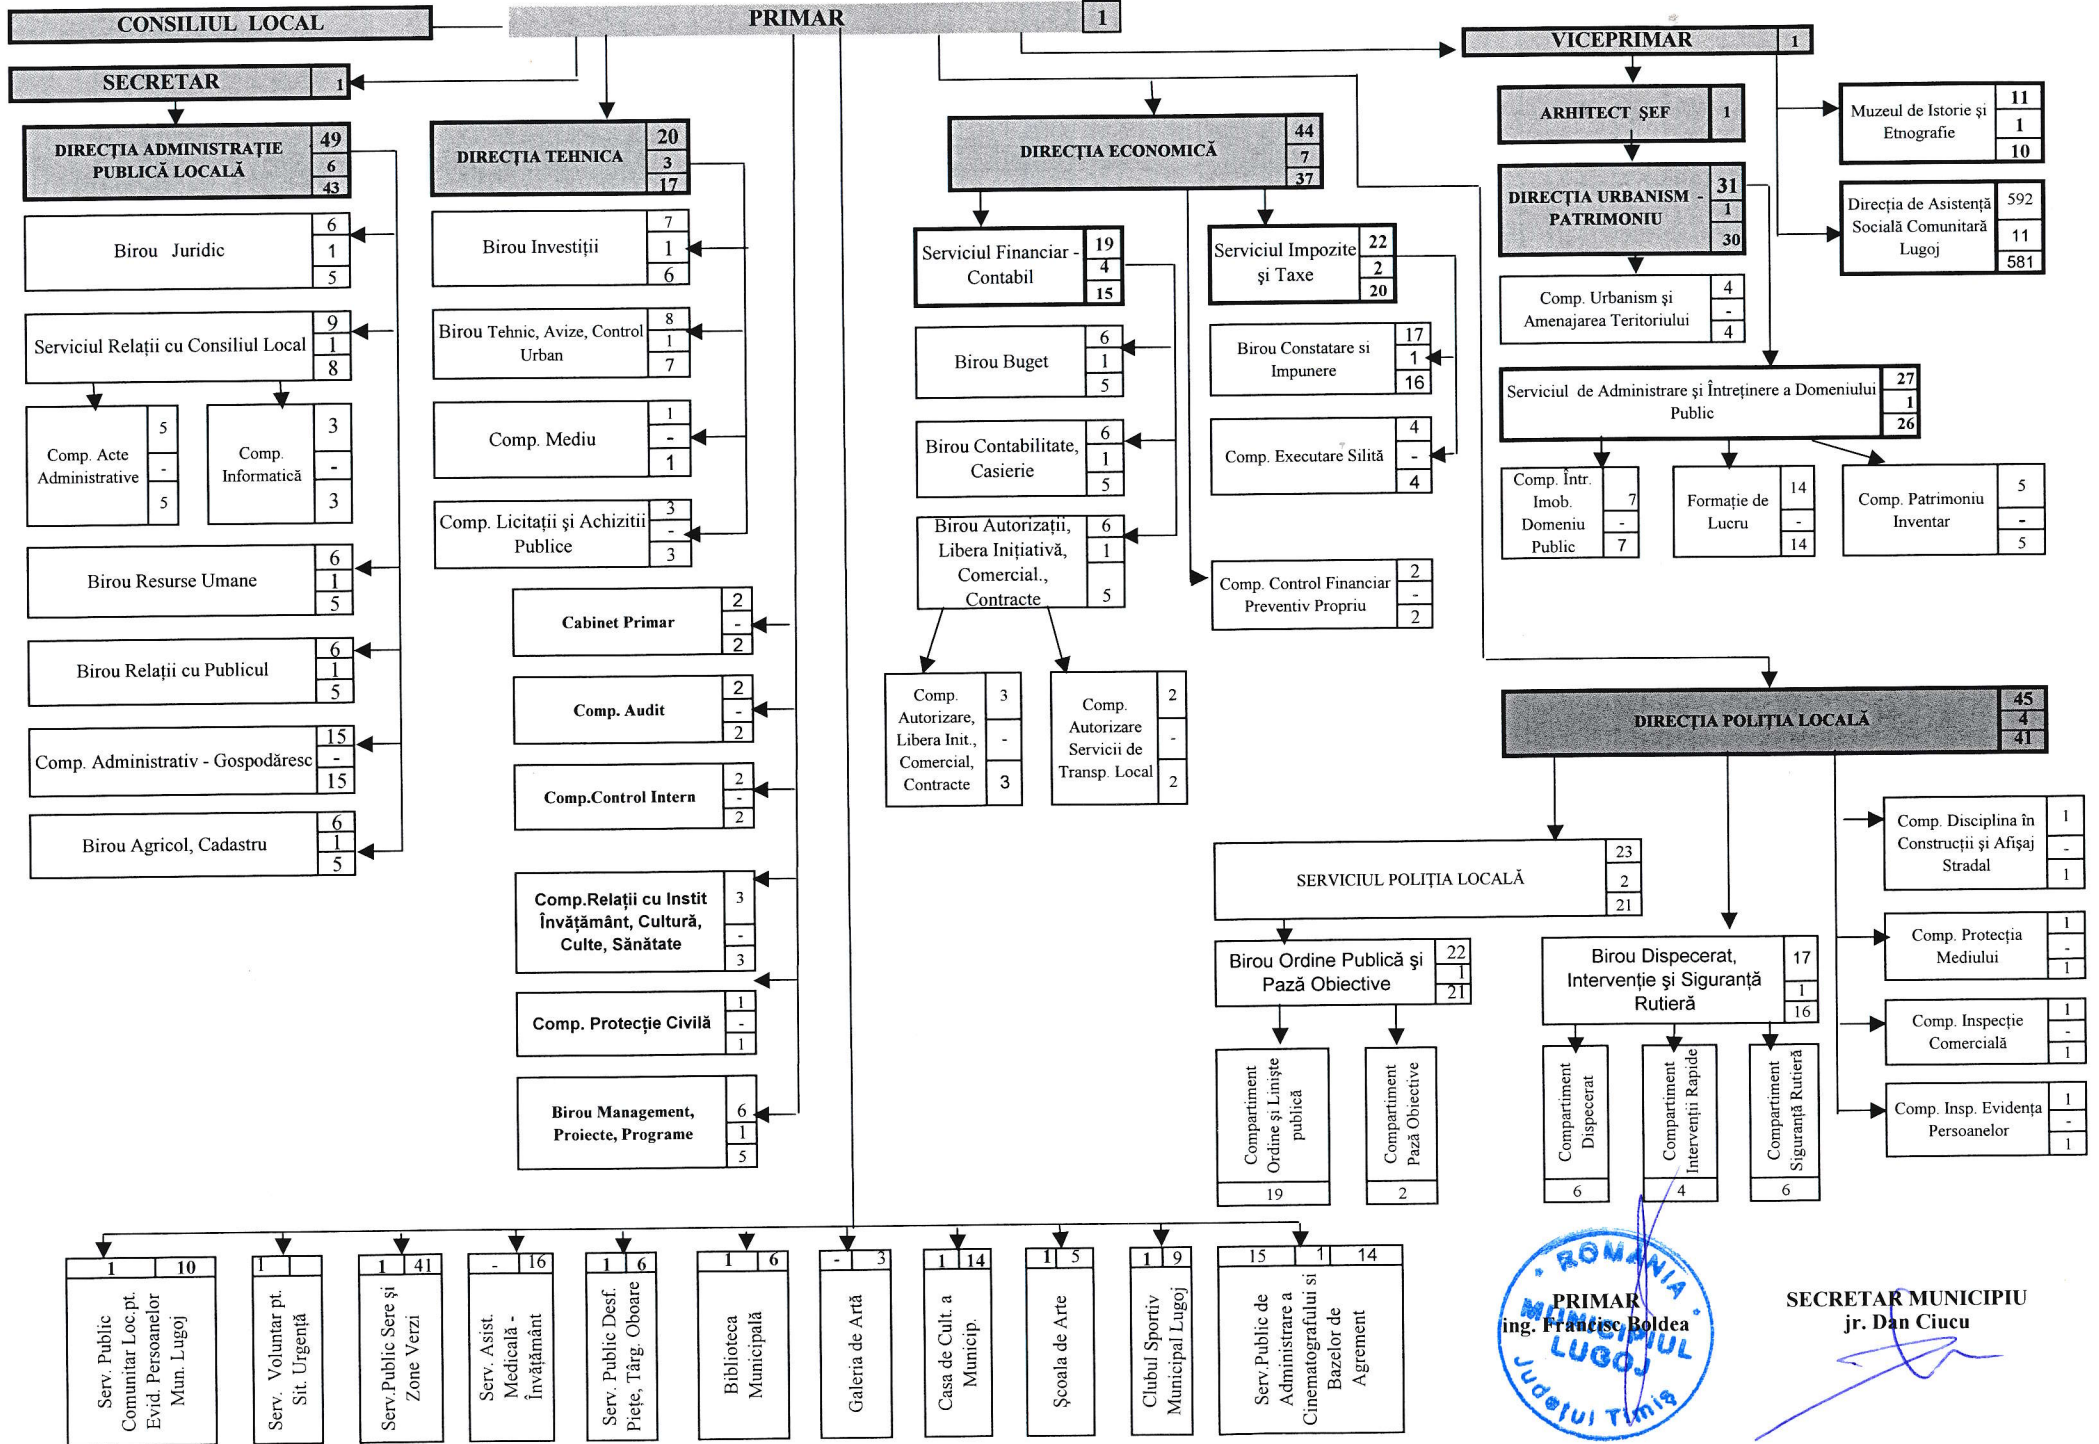 CONSILIUL LOCAL
PRIMAR
1
VICEPRIMAR
1
SECRETAR
1
DIRECȚIA ADMINISTRAȚIE
PUBLICĂ LOCALĂ
49
6
43
Birou Juridic
6
1
5
Serviciul Relații cu Consiliul Local
9
1
8
Comp. Acte
Administrative
5
-
5
Comp.
Informatică
3
-
3
Birou Resurse Umane
6
1
5
Birou Relații cu Publicul
6
1
5
Comp. Administrativ - Gospodăresc
15
-
15
Birou Agricol, Cadastru
6
1
5
DIRECȚIA TEHNICA
20
3
17
Birou Investiții
7
1
6
Birou Tehnic, Avize, Control
Urban
8
1
7
Comp. Mediu
1
-
1
Comp. Licitații şi Achizitii
Publice
3
-
3
Cabinet Primar
2
-
2
Comp. Audit
2
-
2
Comp.Control Intern
2
-
2
Comp.Relații cu Instit
Învățământ, Cultură,
Culte, Sănătate
3
-
3
Comp. Protecție Civilă
1
-
1
Birou Management,
Proiecte, Programe
6
1
5
DIRECȚIA ECONOMICĂ
44
7
37
Serviciul Financiar -
Contabil
19
4
15
Birou Buget
6
1
5
Birou Contabilitate,
Casierie
6
1
5
Birou Autorizații,
Libera Inițiativă,
Comercial.,
Contracte
6
1
5
Comp.
Autorizare,
Libera Init.,
Comercial,
Contracte
3
-
3
Comp.
Autorizare
Servicii de
Transp. Local
2
-
2
Serviciul Impozite
şi Taxe
22
2
20
Birou Constatare si
Impunere
17
1
16
Comp. Executare Silită
4
-
4
Comp. Control Financiar
Preventiv Propriu
2
-
2
ARHITECT ŞEF
1
DIRECȚIA URBANISM -
PATRIMONIU
31
1
30
Comp. Urbanism şi
Amenajarea Teritoriului
4
-
4
Serviciul de Administrare şi Întreținere a Domeniului
Public
27
1
26
Comp. Într.
Imob.
Domeniu
Public
7
-
7
Formație de
Lucru
14
-
14
Comp. Patrimoniu
Inventar
5
-
5
Muzeul de Istorie şi
Etnografie
11
1
10
Direcția de Asistență
Socială Comunitară
Lugoj
592
11
581
DIRECȚIA POLIȚIA LOCALĂ
45
4
41
SERVICIUL POLIȚIA LOCALĂ
23
2
21
Birou Ordine Publică şi
Pază Obiective
22
1
21
Compartiment
Ordine şi Linişte
publică
19
Compartiment
Pază Obiective
2
Birou Dispecerat,
Intervenție şi Siguranță
Rutieră
17
1
16
Compartiment
Dispecerat
6
Compartiment
Intervenții Rapide
4
Compartiment
Siguranță Rutieră
6
Comp. Disciplina în
Construcții şi Afişaj
Stradal
1
-
1
Comp. Protecția
Mediului
1
-
1
Comp. Inspecție
Comercială
1
-
1
Comp. Insp. Evidența
Persoanelor
1
-
1
1 10
Serv. Public
Comunitar Loc.pt.
Evid. Persoanelor
Mun. Lugoj
1
Serv. Voluntar pt.
Sit. Urgență
1 41
Serv.Public Sere şi
Zone Verzi
- 16
Serv. Asist.
Medicală -
Învățământ
1 6
Serv. Public Desf.
Piețe, Târg. Oboare
1 6
Biblioteca
Municipală
- 3
Galeria de Artă
1 14
Casa de Cult. a
Municip.
1 5
Şcoala de Arte
1 9
Clubul Sportiv
Municipal Lugoj
15 1 14
Serv.Public de
Administrare a
Cinematografului si
Bazelor de
Agrement
PRIMAR
ing. Francisc Boldea
ROMÂNIA
MUNICIPIUL
LUGOJ
Județul Timiş
SECRETAR MUNICIPIU
jr. Dan Ciucu